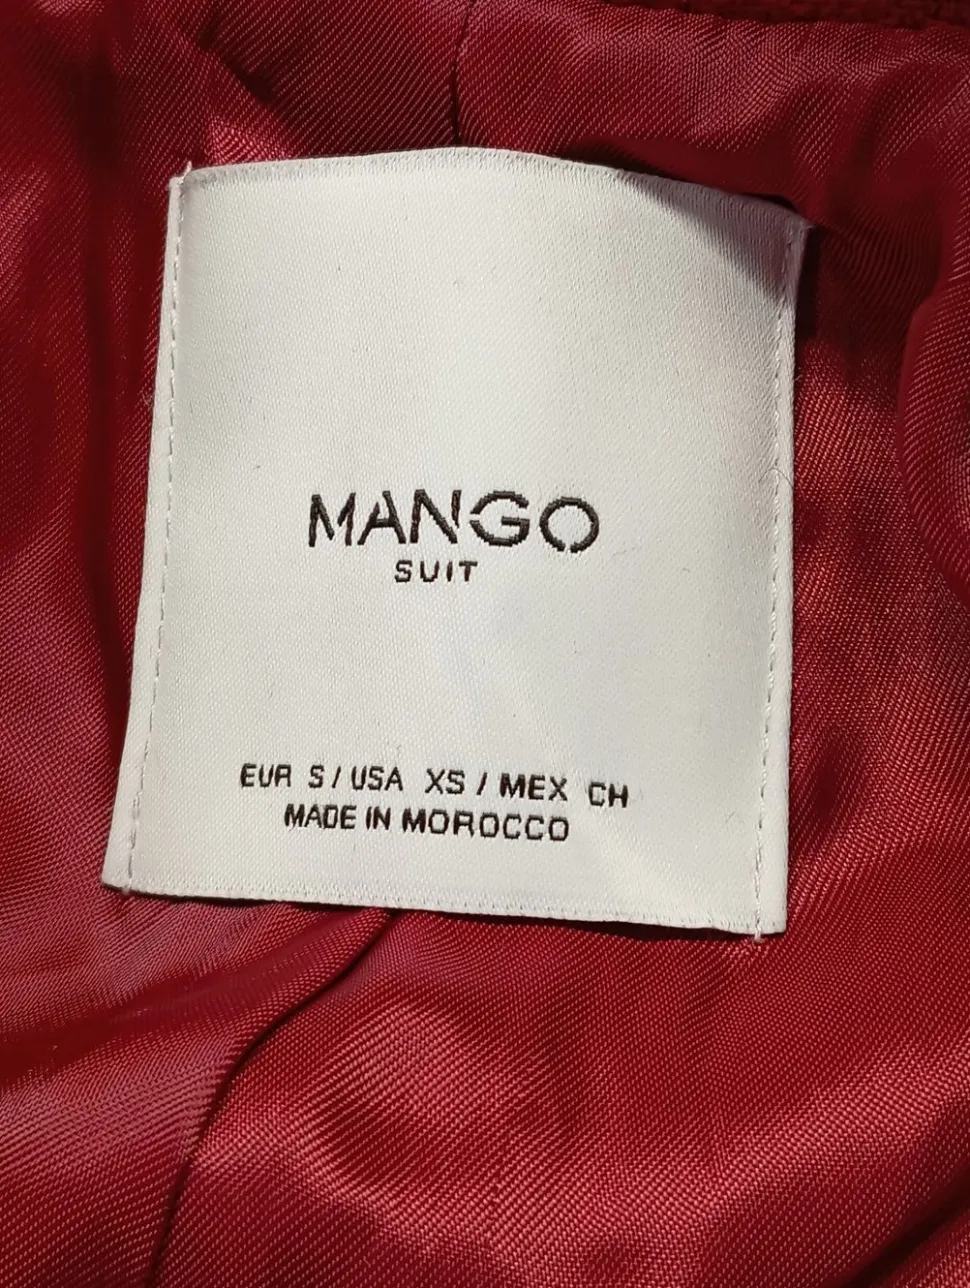 MANGO
SUIT
EUR S / USA XS / MEX CH
MADE IN MOROCCO